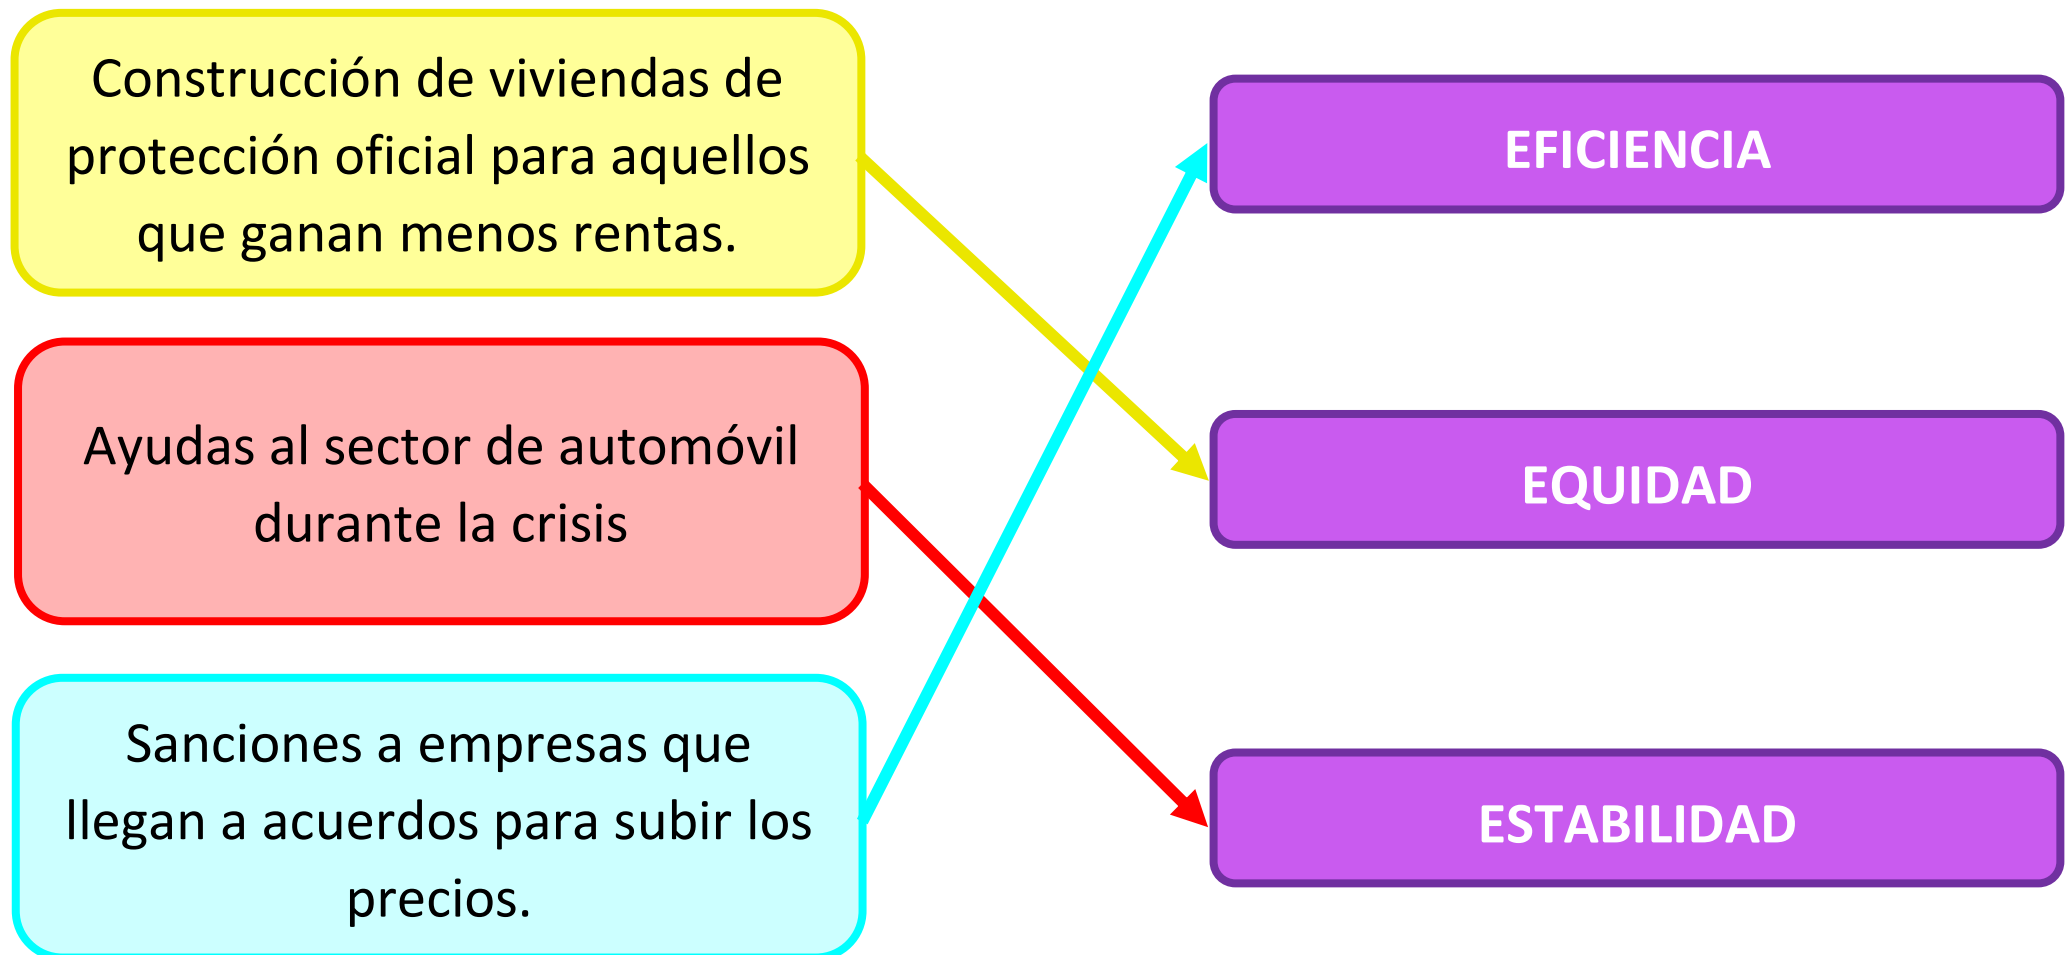 Construcción de viviendas de
protección oficial para aquellos
que ganan menos rentas.
EFICIENCIA
Ayudas al sector de automóvil
durante la crisis
EQUIDAD
Sanciones a empresas que
llegan a acuerdos para subir los
precios.
ESTABILIDAD